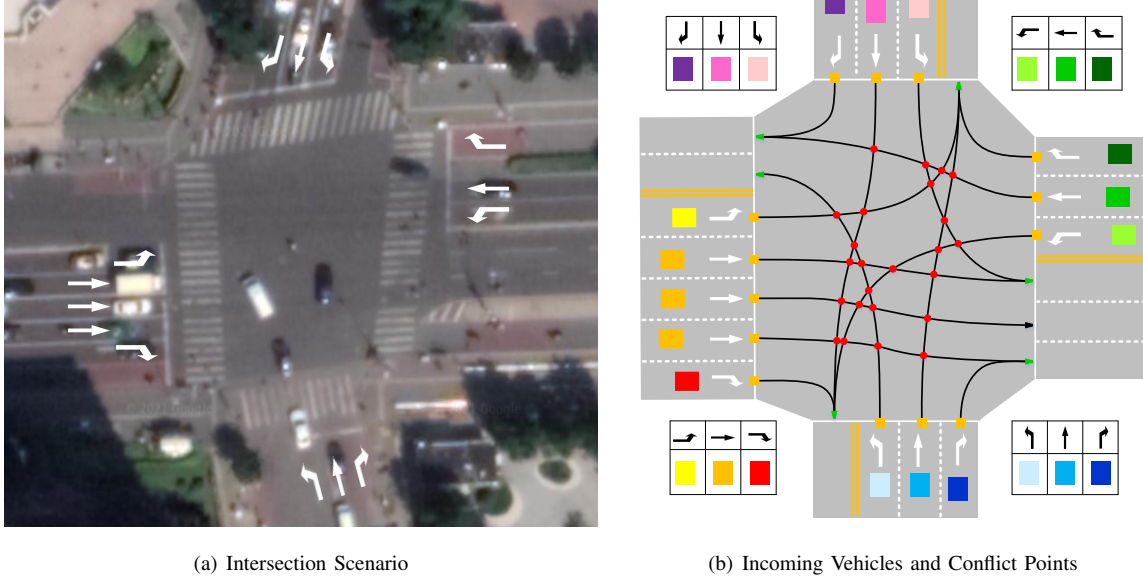 (a) Intersection Scenario
(b) Incoming Vehicles and Conflict Points